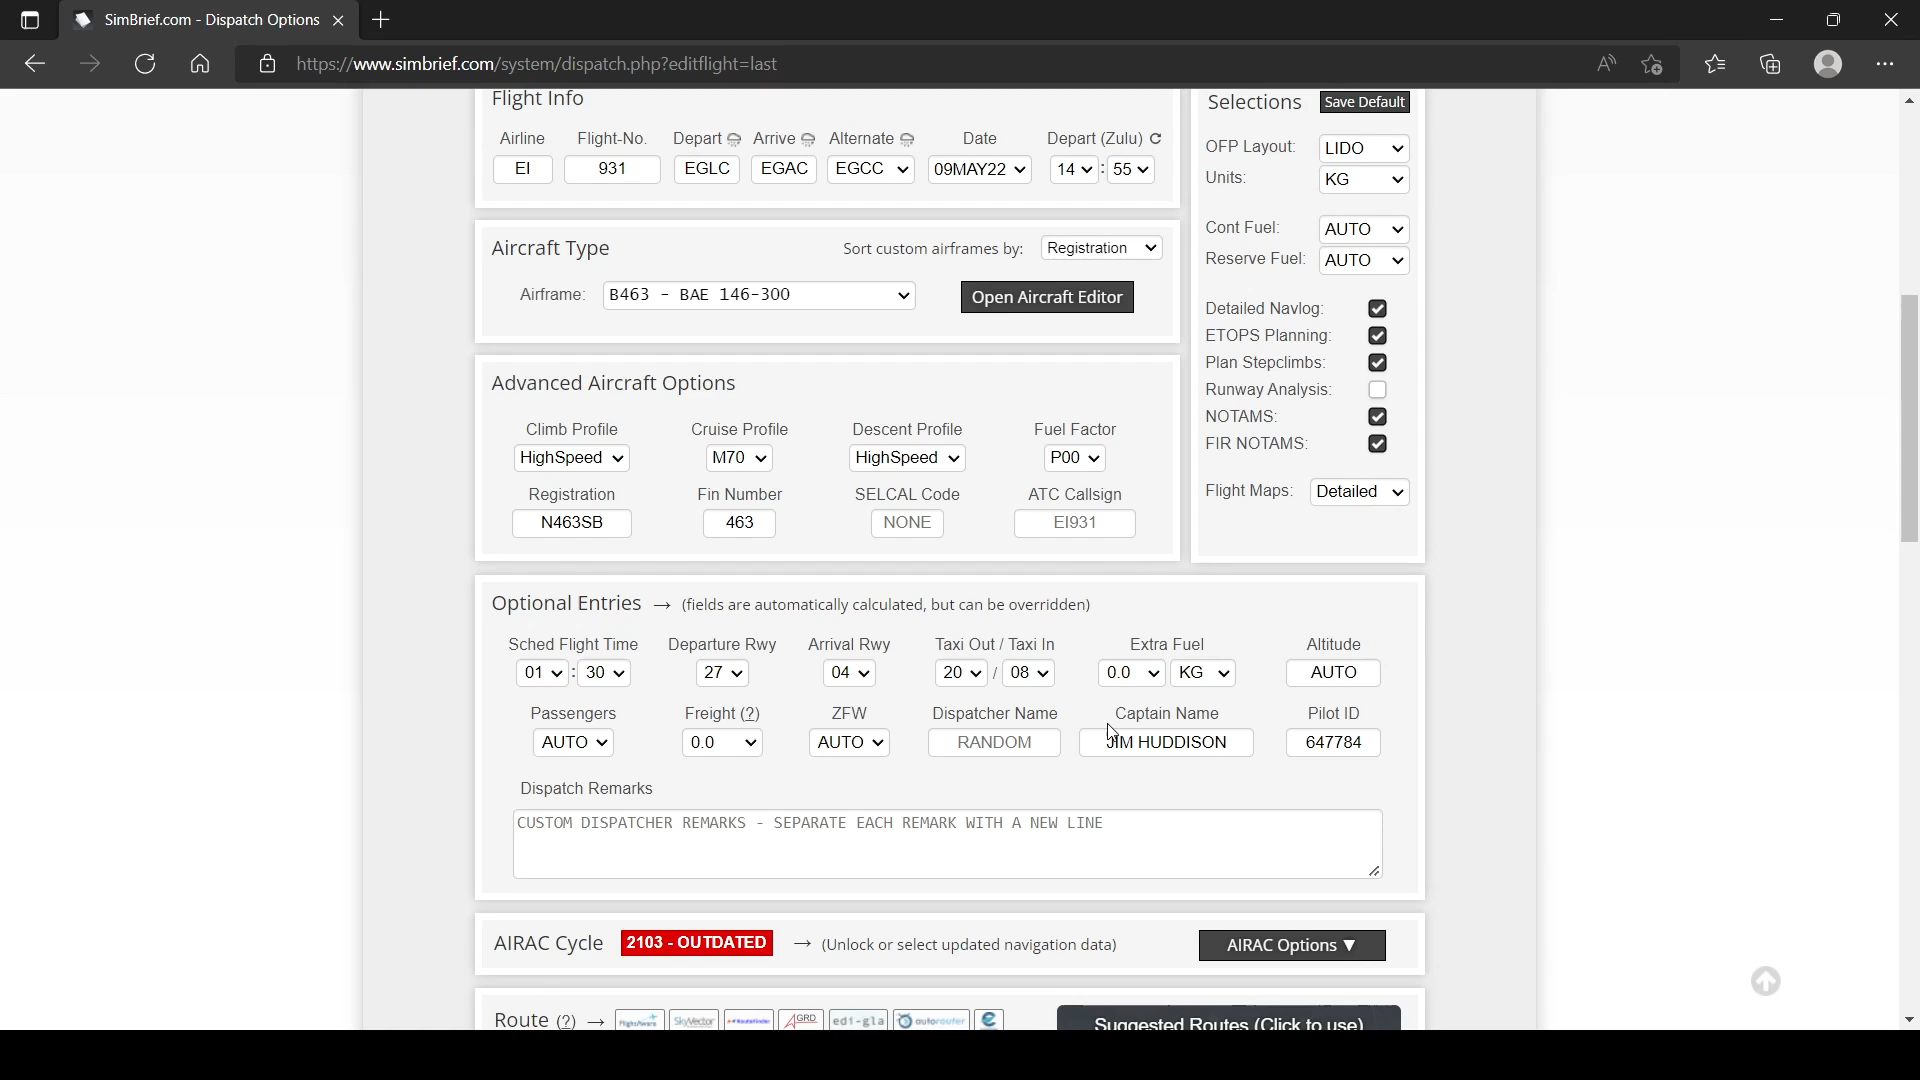 SimBrief.com - Dispatch Options
https://www.simbrief.com/system/dispatch.php?editflight=last
Flight Info
Airline Flight-No. Depart Arrive Alternate Date Depart (Zulu)
EI 931 EGLC EGAC EGCC 09MAY22 14 : 55
Selections Save Default
OFP Layout: LIDO
Units: KG
Cont Fuel: AUTO
Reserve Fuel: AUTO
Detailed Navlog:
ETOPS Planning:
Plan Stepclimbs:
Runway Analysis:
NOTAMS:
FIR NOTAMS:
Flight Maps: Detailed
Aircraft Type Sort custom airframes by: Registration
Airframe: B463 - BAE 146-300 Open Aircraft Editor
Advanced Aircraft Options
Climb Profile Cruise Profile Descent Profile Fuel Factor
HighSpeed M70 HighSpeed P00
Registration Fin Number SELCAL Code ATC Callsign
N463SB 463 NONE EI931
Optional Entries → (fields are automatically calculated, but can be overridden)
Sched Flight Time Departure Rwy Arrival Rwy Taxi Out / Taxi In Extra Fuel Altitude
01 : 30 27 04 20 / 08 0.0 KG AUTO
Passengers Freight (?) ZFW Dispatcher Name Captain Name Pilot ID
AUTO 0.0 AUTO RANDOM JIM HUDDISON 647784
Dispatch Remarks
CUSTOM DISPATCHER REMARKS - SEPARATE EACH REMARK WITH A NEW LINE
AIRAC Cycle 2103 - OUTDATED → (Unlock or select updated navigation data) AIRAC Options ▼
Route (?) → FlightAware SkyVector RouteFinder GRD edi-gla autorouter Suggested Routes (Click to use)